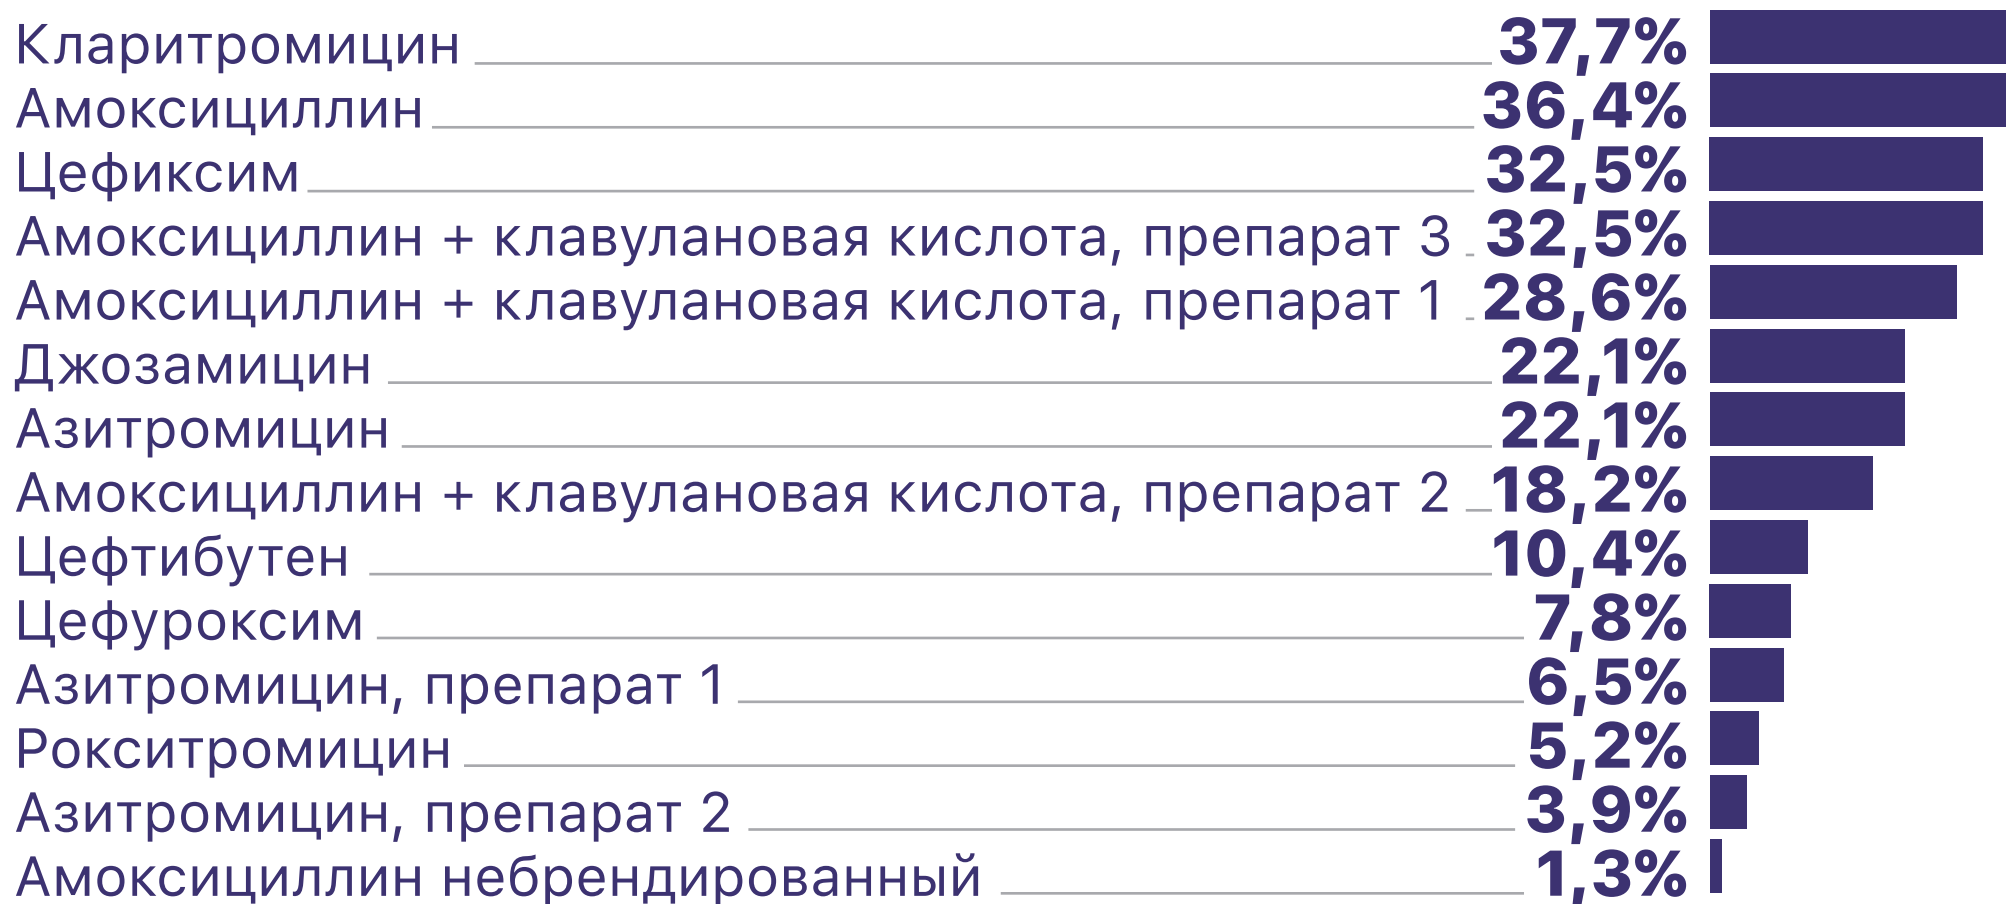 Кларитромицин 37,7%
Амоксициллин 36,4%
Цефиксим 32,5%
Амоксициллин + клавулановая кислота, препарат 3 32,5%
Амоксициллин + клавулановая кислота, препарат 1 28,6%
Джозамицин 22,1%
Азитромицин 22,1%
Амоксициллин + клавулановая кислота, препарат 2 18,2%
Цефтибутен 10,4%
Цефуроксим 7,8%
Азитромицин, препарат 1 6,5%
Рокситромицин 5,2%
Азитромицин, препарат 2 3,9%
Амоксициллин небрендированный 1,3%